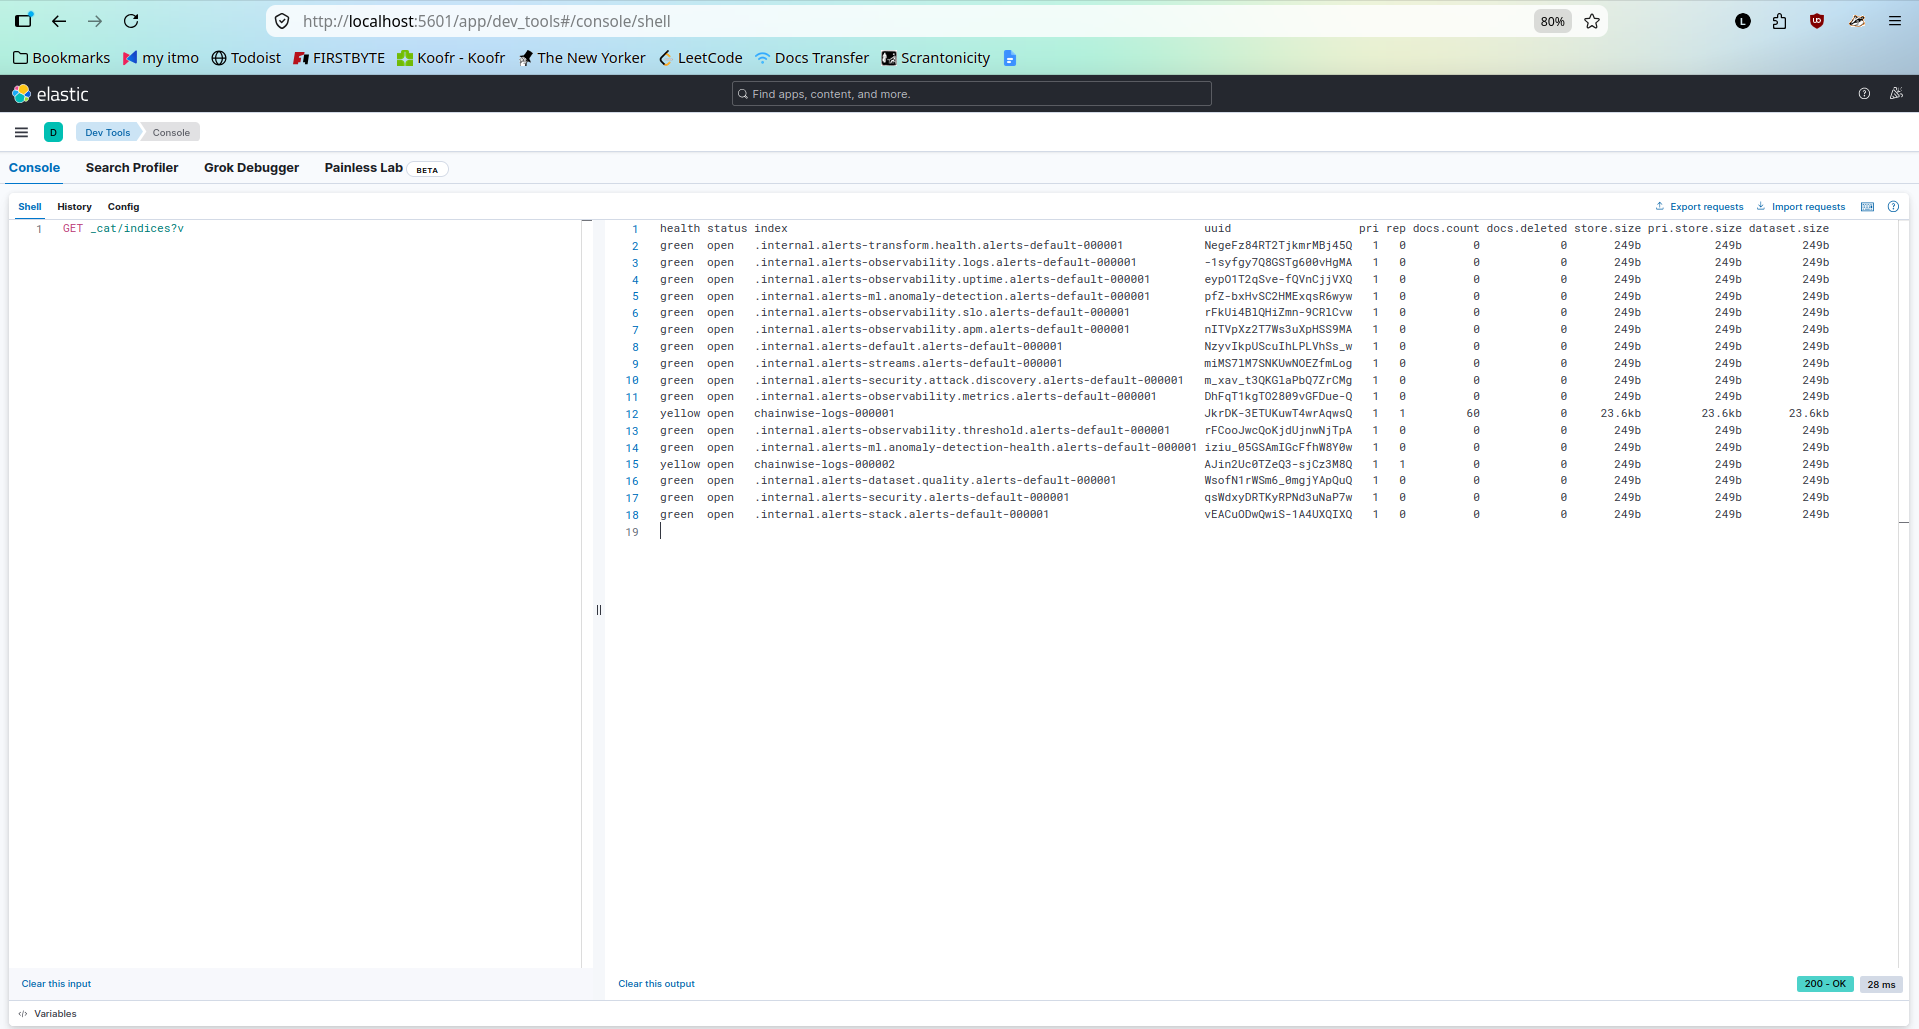 http://localhost:5601/app/dev_tools#/console/shell 80%
Bookmarks my itmo Todoist FIRSTBYTE Koofr - Koofr The New Yorker LeetCode Docs Transfer Scrantonicity
elastic Find apps, content, and more.
D Dev Tools Console
Console Search Profiler Grok Debugger Painless Lab BETA
Shell History Config Export requests Import requests
1 GET _cat/indices?v
1 health status index uuid pri rep docs.count docs.deleted store.size pri.store.size dataset.size
2 green open .internal.alerts-transform.health.alerts-default-000001 NegeFz84RT2TjkmrMBj45Q 1 0 0 0 249b 249b 249b
3 green open .internal.alerts-observability.logs.alerts-default-000001 -1syfgy7Q8GSTg600vHgMA 1 0 0 0 249b 249b 249b
4 green open .internal.alerts-observability.uptime.alerts-default-000001 eypO1T2qSve-fQVnCjjVXQ 1 0 0 0 249b 249b 249b
5 green open .internal.alerts-ml.anomaly-detection.alerts-default-000001 pfZ-bxHvSC2HMExqsR6wyw 1 0 0 0 249b 249b 249b
6 green open .internal.alerts-observability.slo.alerts-default-000001 rFkUi4BlQHiZmn-9CRlCvw 1 0 0 0 249b 249b 249b
7 green open .internal.alerts-observability.apm.alerts-default-000001 nITVpXz2T7Ws3uXpHSS9MA 1 0 0 0 249b 249b 249b
8 green open .internal.alerts-default.alerts-default-000001 NzyvIkpUScuIhLPLVhSs_w 1 0 0 0 249b 249b 249b
9 green open .internal.alerts-streams.alerts-default-000001 miMS7lM7SNKUwNOEZfmLog 1 0 0 0 249b 249b 249b
10 green open .internal.alerts-security.attack.discovery.alerts-default-000001 m_xav_t3QKGlaPbQ7ZrCMg 1 0 0 0 249b 249b 249b
11 green open .internal.alerts-observability.metrics.alerts-default-000001 DhFqT1kgTO2809vGFDue-Q 1 0 0 0 249b 249b 249b
12 yellow open chainwise-logs-000001 JkrDK-3ETUKuwT4wrAqwsQ 1 1 60 0 23.6kb 23.6kb 23.6kb
13 green open .internal.alerts-observability.threshold.alerts-default-000001 rFCooJwcQoKjdUjnwNjTpA 1 0 0 0 249b 249b 249b
14 green open .internal.alerts-ml.anomaly-detection-health.alerts-default-000001 iziu_05GSAmIGcFfhW8Y0w 1 0 0 0 249b 249b 249b
15 yellow open chainwise-logs-000002 AJin2Uc0TZeQ3-sjCz3M8Q 1 1 0 0 249b 249b 249b
16 green open .internal.alerts-dataset.quality.alerts-default-000001 WsofN1rWSm6_0mgjYApQuQ 1 0 0 0 249b 249b 249b
17 green open .internal.alerts-security.alerts-default-000001 qsWdxyDRTKyRPNd3uNaP7w 1 0 0 0 249b 249b 249b
18 green open .internal.alerts-stack.alerts-default-000001 vEACuODwQwiS-1A4UXQIXQ 1 0 0 0 249b 249b 249b
19
Clear this input Clear this output 200 - OK 28 ms
Variables